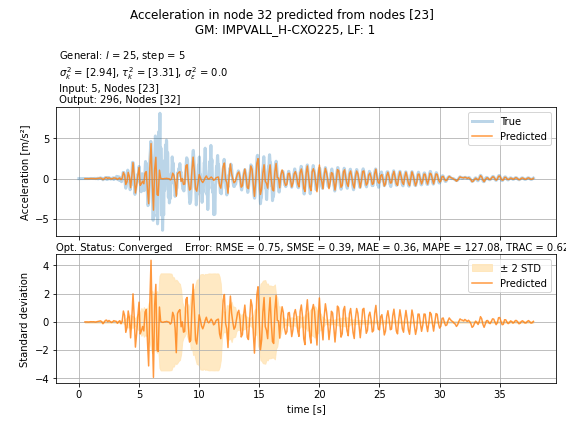 Acceleration in node 32 predicted from nodes [23]
GM: IMPVALL_H-CXO225, LF: 1
General: l = 25, step = 5
σ²ₖ = [2.94], τ²ₖ = [3.31], σ²ε = 0.0
Input: 5, Nodes [23]
Output: 296, Nodes [32]
Acceleration [m/s²]
5
0
−5
True
Predicted
Opt. Status: Converged Error: RMSE = 0.75, SMSE = 0.39, MAE = 0.36, MAPE = 127.08, TRAC = 0.62
Standard deviation
4
2
0
−2
−4
± 2 STD
Predicted
0 5 10 15 20 25 30 35
time [s]